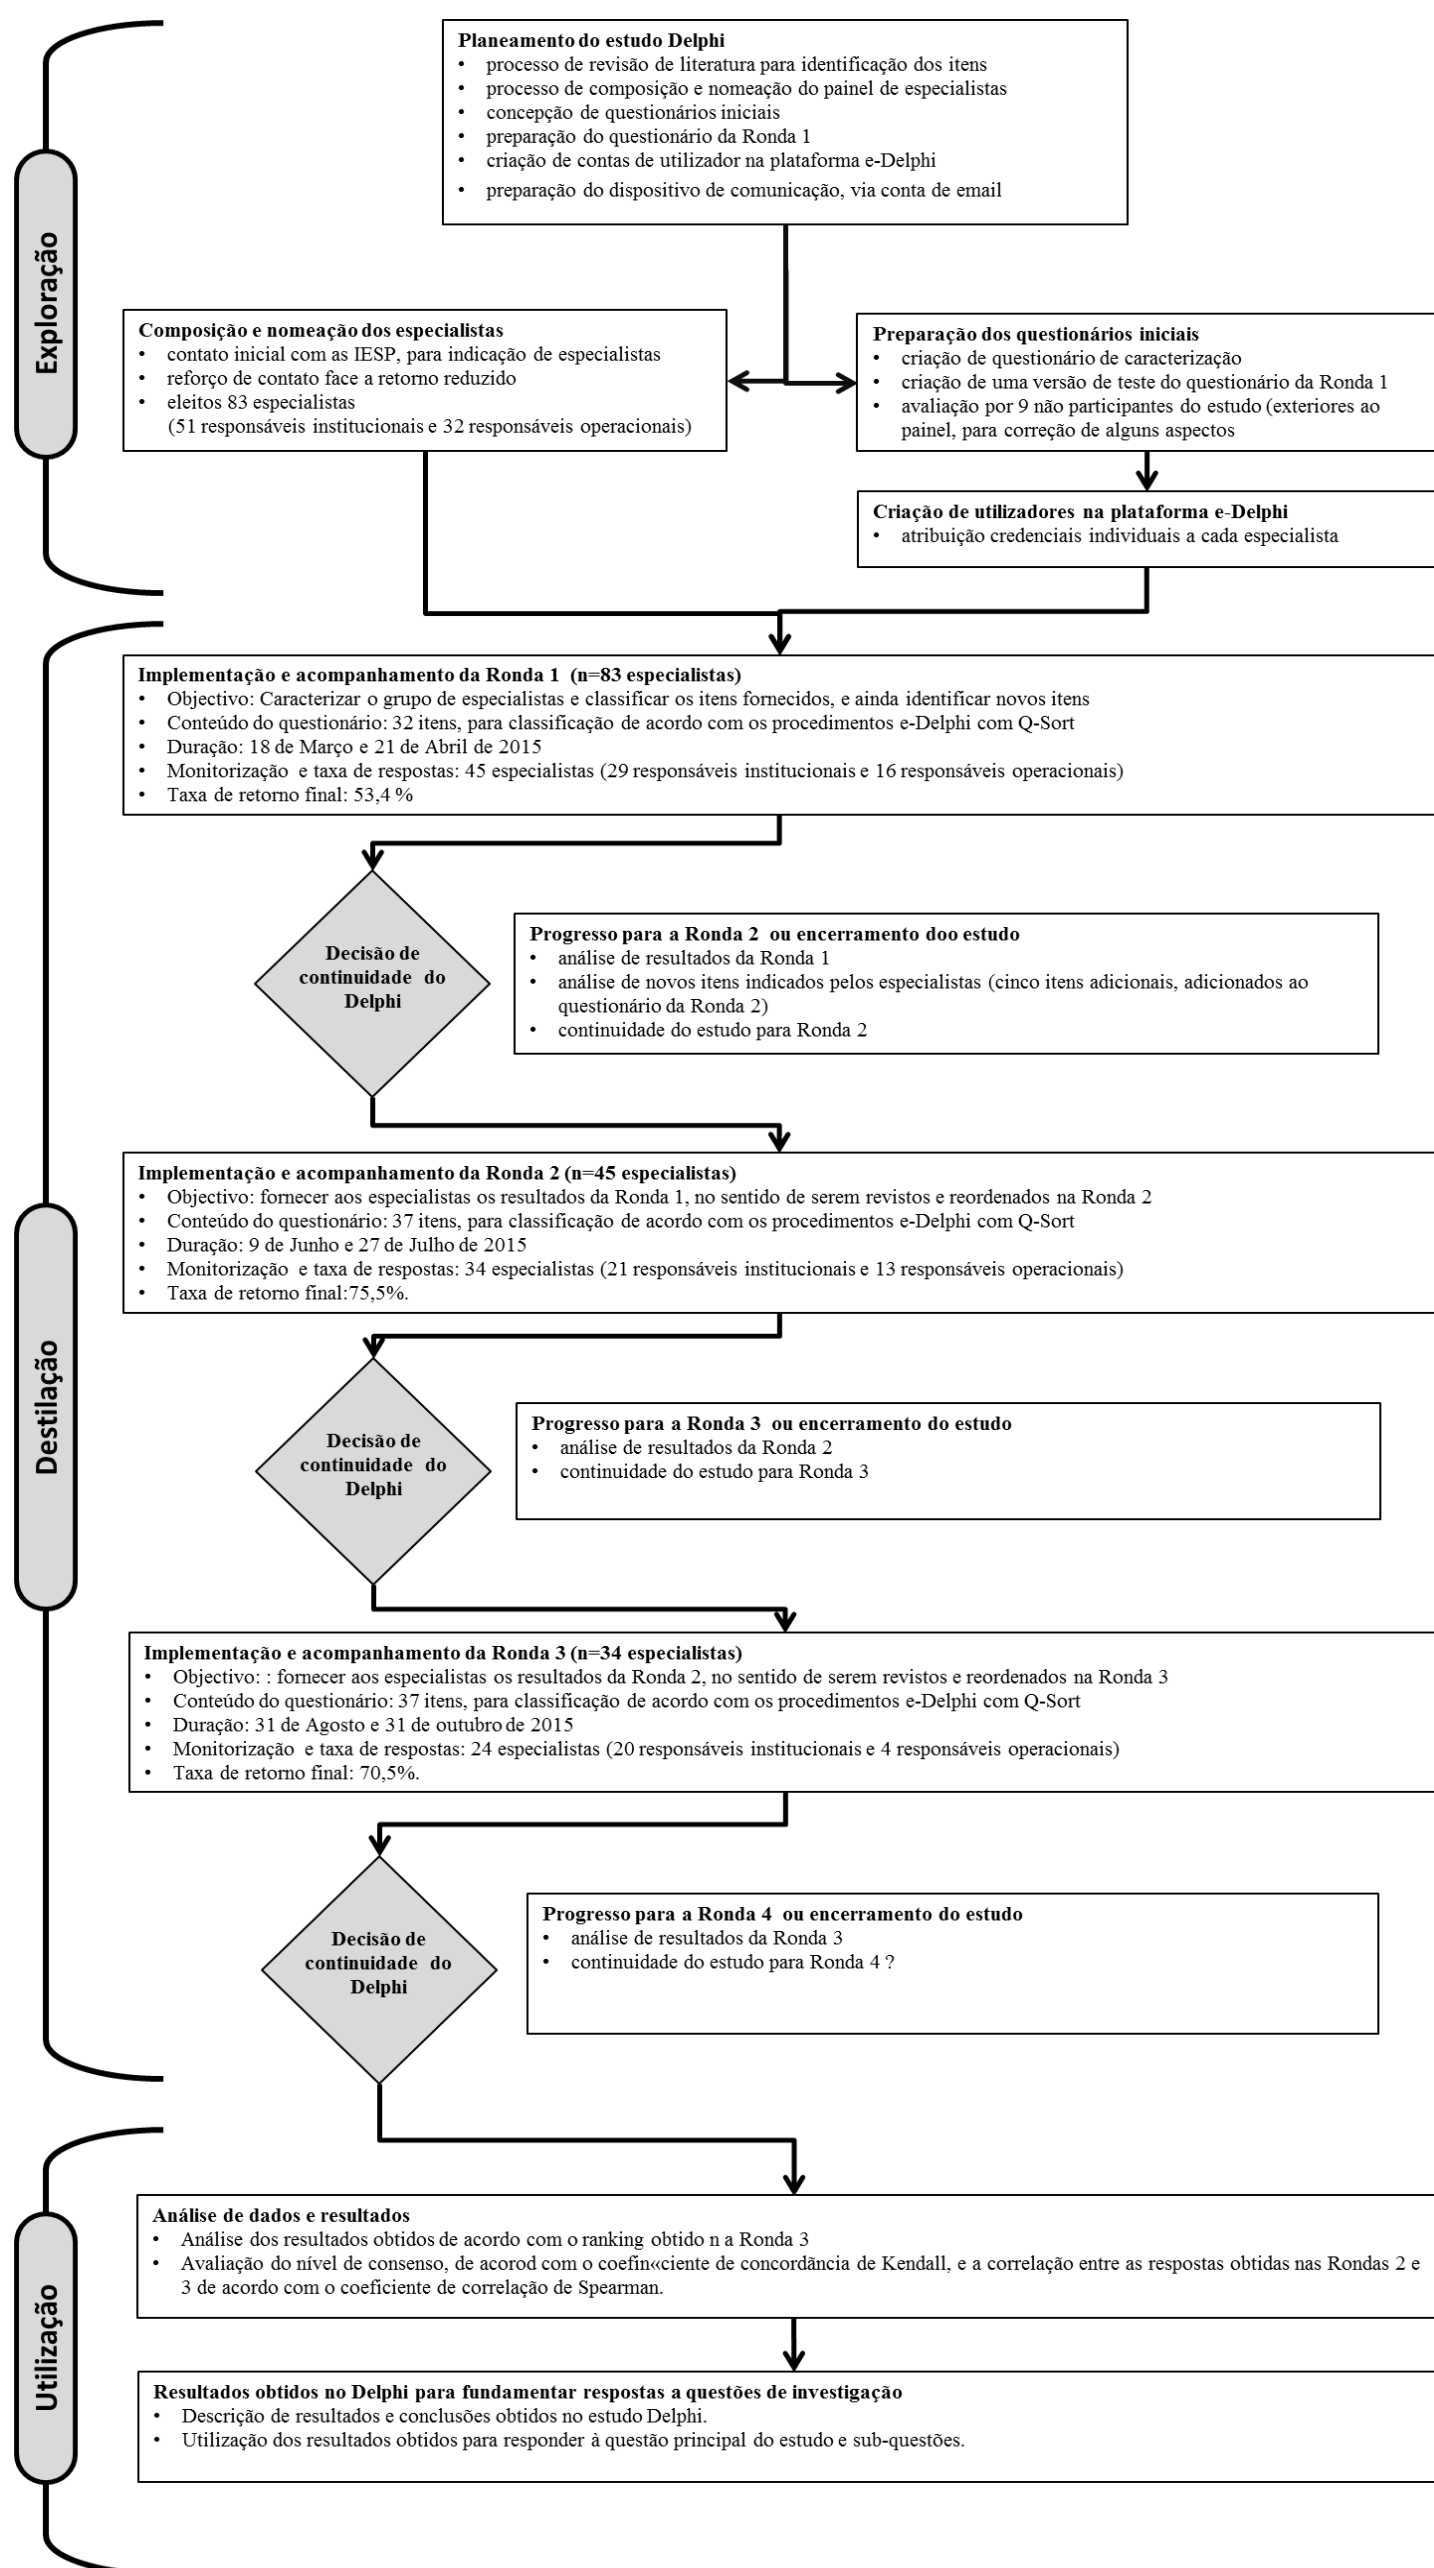 Exploração
Planeamento do estudo Delphi
• processo de revisão de literatura para identificação dos itens
• processo de composição e nomeação do painel de especialistas
• concepção de questionários iniciais
• preparação do questionário da Ronda 1
• criação de contas de utilizador na plataforma e-Delphi
• preparação do dispositivo de comunicação, via conta de email
Composição e nomeação dos especialistas
• contato inicial com as IESP, para indicação de especialistas
• reforço de contato face a retorno reduzido
• eleitos 83 especialistas
(51 responsáveis institucionais e 32 responsáveis operacionais)
Preparação dos questionários iniciais
• criação de questionário de caracterização
• criação de uma versão de teste do questionário da Ronda 1
• avaliação por 9 não participantes do estudo (exteriores ao
painel, para correção de alguns aspectos
Criação de utilizadores na plataforma e-Delphi
• atribuição credenciais individuais a cada especialista
Destilação
Implementação e acompanhamento da Ronda 1 (n=83 especialistas)
• Objectivo: Caracterizar o grupo de especialistas e classificar os itens fornecidos, e ainda identificar novos itens
• Conteúdo do questionário: 32 itens, para classificação de acordo com os procedimentos e-Delphi com Q-Sort
• Duração: 18 de Março e 21 de Abril de 2015
• Monitorização e taxa de respostas: 45 especialistas (29 responsáveis institucionais e 16 responsáveis operacionais)
• Taxa de retorno final: 53,4 %
Decisão de
continuidade do
Delphi
Progresso para a Ronda 2 ou encerramento doo estudo
• análise de resultados da Ronda 1
• análise de novos itens indicados pelos especialistas (cinco itens adicionais, adicionados ao
questionário da Ronda 2)
• continuidade do estudo para Ronda 2
Implementação e acompanhamento da Ronda 2 (n=45 especialistas)
• Objectivo: fornecer aos especialistas os resultados da Ronda 1, no sentido de serem revistos e reordenados na Ronda 2
• Conteúdo do questionário: 37 itens, para classificação de acordo com os procedimentos e-Delphi com Q-Sort
• Duração: 9 de Junho e 27 de Julho de 2015
• Monitorização e taxa de respostas: 34 especialistas (21 responsáveis institucionais e 13 responsáveis operacionais)
• Taxa de retorno final:75,5%.
Decisão de
continuidade do
Delphi
Progresso para a Ronda 3 ou encerramento do estudo
• análise de resultados da Ronda 2
• continuidade do estudo para Ronda 3
Implementação e acompanhamento da Ronda 3 (n=34 especialistas)
• Objectivo: : fornecer aos especialistas os resultados da Ronda 2, no sentido de serem revistos e reordenados na Ronda 3
• Conteúdo do questionário: 37 itens, para classificação de acordo com os procedimentos e-Delphi com Q-Sort
• Duração: 31 de Agosto e 31 de outubro de 2015
• Monitorização e taxa de respostas: 24 especialistas (20 responsáveis institucionais e 4 responsáveis operacionais)
• Taxa de retorno final: 70,5%.
Decisão de
continuidade do
Delphi
Progresso para a Ronda 4 ou encerramento do estudo
• análise de resultados da Ronda 3
• continuidade do estudo para Ronda 4 ?
Utilização
Análise de dados e resultados
• Análise dos resultados obtidos de acordo com o ranking obtido n a Ronda 3
• Avaliação do nível de consenso, de acorod com o coefin«ciente de concordãncia de Kendall, e a correlação entre as respostas obtidas nas Rondas 2 e
3 de acordo com o coeficiente de correlação de Spearman.
Resultados obtidos no Delphi para fundamentar respostas a questões de investigação
• Descrição de resultados e conclusões obtidos no estudo Delphi.
• Utilização dos resultados obtidos para responder à questão principal do estudo e sub-questões.